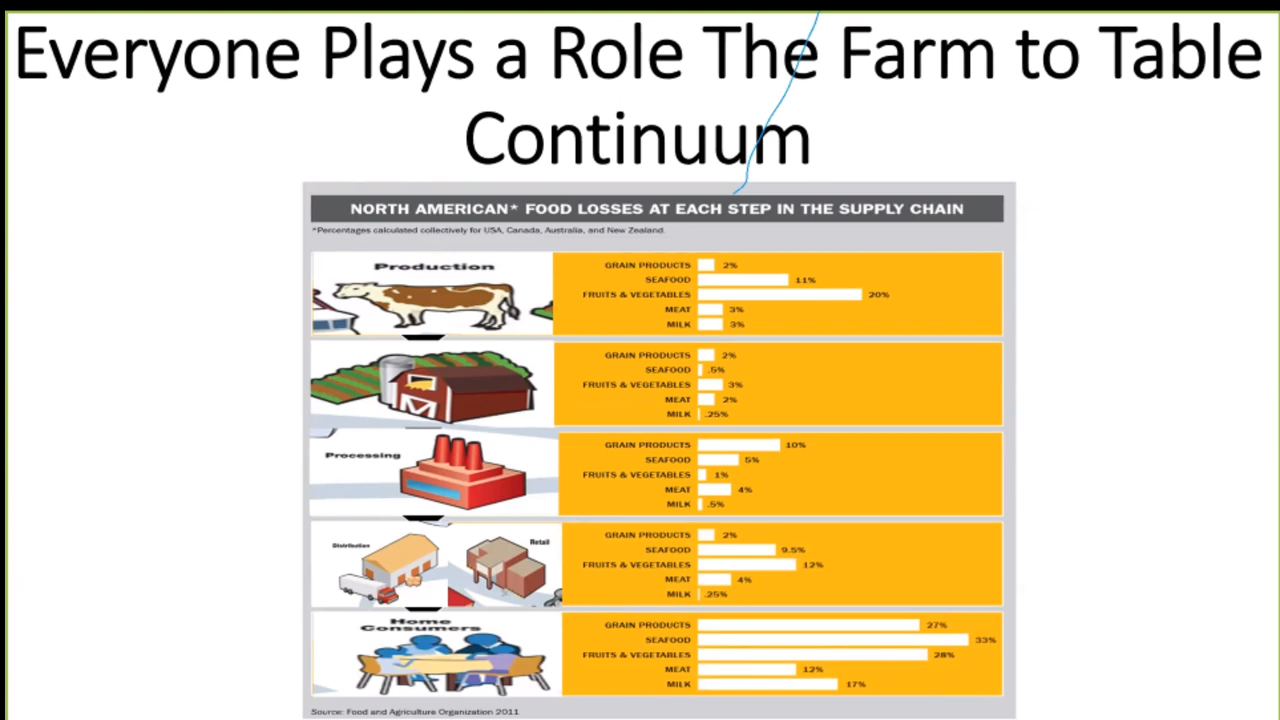 Everyone Plays a Role The Farm to Table
Continuum
NORTH AMERICAN* FOOD LOSSES AT EACH STEP IN THE SUPPLY CHAIN
*Percentages calculated collectively for USA, Canada, Australia, and New Zealand.
Production
GRAIN PRODUCTS 2%
SEAFOOD 11%
FRUITS & VEGETABLES 20%
MEAT 3%
MILK 3%
GRAIN PRODUCTS 2%
SEAFOOD .5%
FRUITS & VEGETABLES 3%
MEAT 2%
MILK .25%
Processing
GRAIN PRODUCTS 10%
SEAFOOD 5%
FRUITS & VEGETABLES 1%
MEAT 4%
MILK .5%
Distribution Retail
GRAIN PRODUCTS 2%
SEAFOOD 9.5%
FRUITS & VEGETABLES 12%
MEAT 4%
MILK .25%
Home
Consumers
GRAIN PRODUCTS 27%
SEAFOOD 33%
FRUITS & VEGETABLES 28%
MEAT 12%
MILK 17%
Source: Food and Agriculture Organization 2011